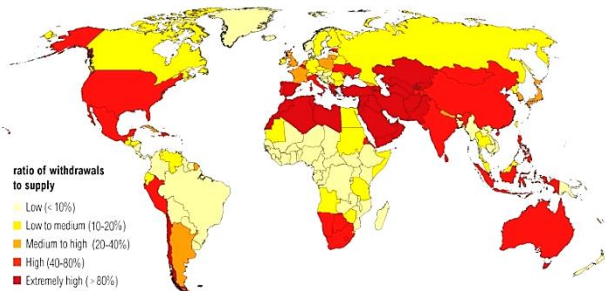 ratio of withdrawals
to supply
Low (< 10%)
Low to medium (10-20%)
Medium to high (20-40%)
High (40-80%)
Extremely high (> 80%)